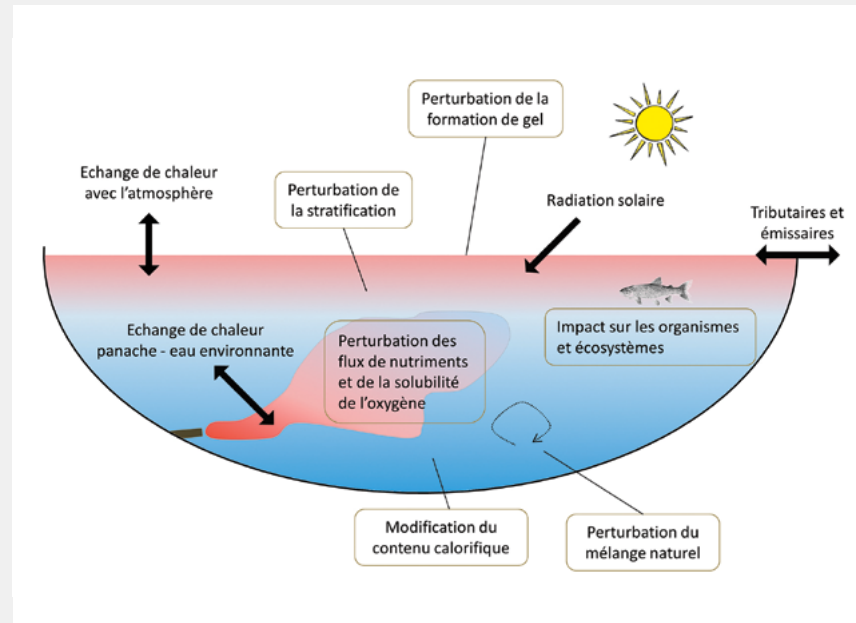 Perturbation de la
formation de gel
Echange de chaleur
avec l'atmosphère
Perturbation de
la stratification
Radiation solaire
Tributaires et
émissaires
Echange de chaleur
panache - eau environnante
Perturbation des
flux de nutriments
et de la solubilité
de l'oxygène
Impact sur les organismes
et écosystèmes
Modification du
contenu calorifique
Perturbation du
mélange naturel